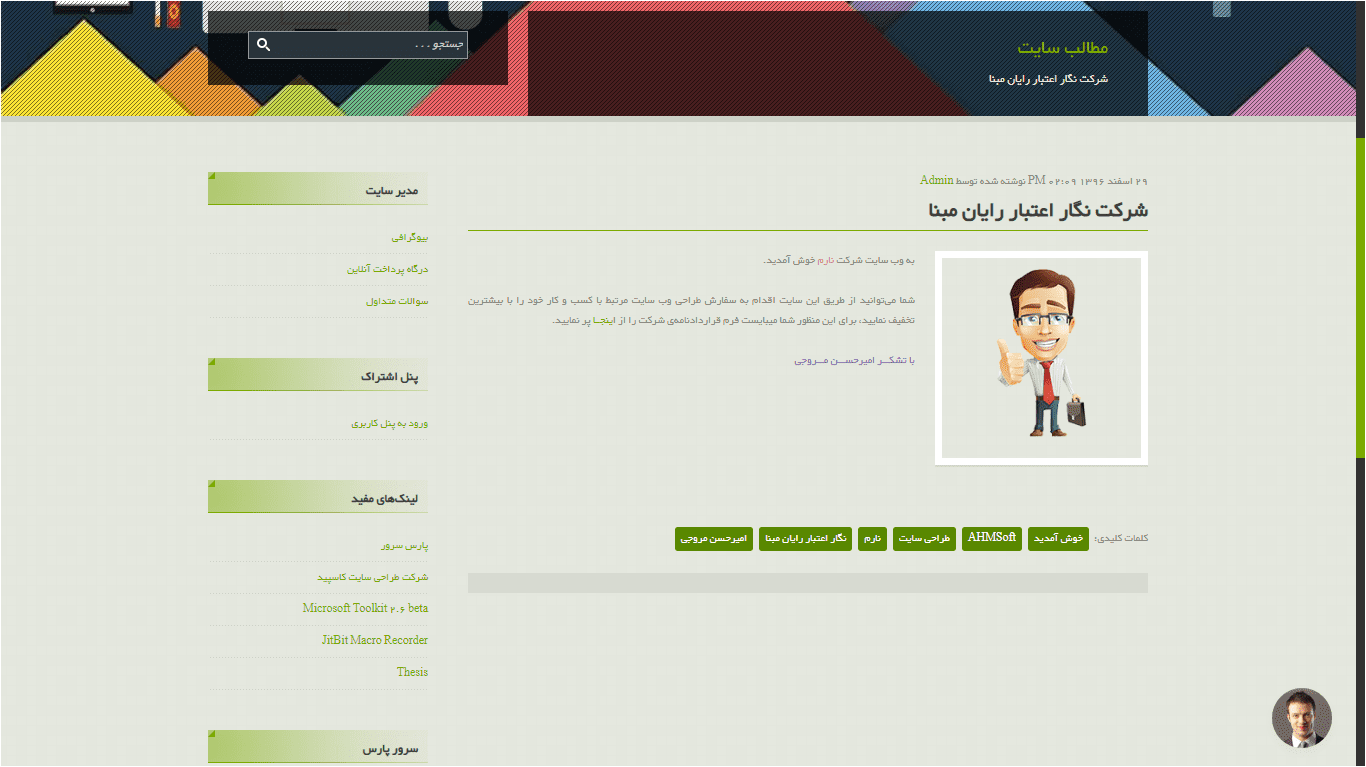 مطالب سایت
شرکت نگار اعتبار رایان مبنا
جستجو . . .
۲۹ اسفند ۱۳۹۶ ۰۲:۰۹ PM نوشته شده توسط Admin
شرکت نگار اعتبار رایان مبنا
به وب سایت شرکت نارم خوش آمدید.
شما می‌توانید از طریق این سایت اقدام به سفارش طراحی وب سایت مرتبط با کسب و کار خود را با بیشترین
تخفیف نمایید، برای این منظور شما میبایست فرم قراردادنامه‌ی شرکت را از اینجـا پر نمایید.
با تشکـــر امیرحســـن مـــروجی
کلمات کلیدی:
خوش آمدید
AHMSoft
طراحی سایت
نارم
نگار اعتبار رایان مبنا
امیرحسن مروجی
مدیر سایت
بیوگرافی
درگاه پرداخت آنلاین
سوالات متداول
پنل اشتراک
ورود به پنل کاربری
لینک‌های مفید
پارس سرور
شرکت طراحی سایت کاسپید
Microsoft Toolkit ۲.۶ beta
JitBit Macro Recorder
Thesis
سرور پارس